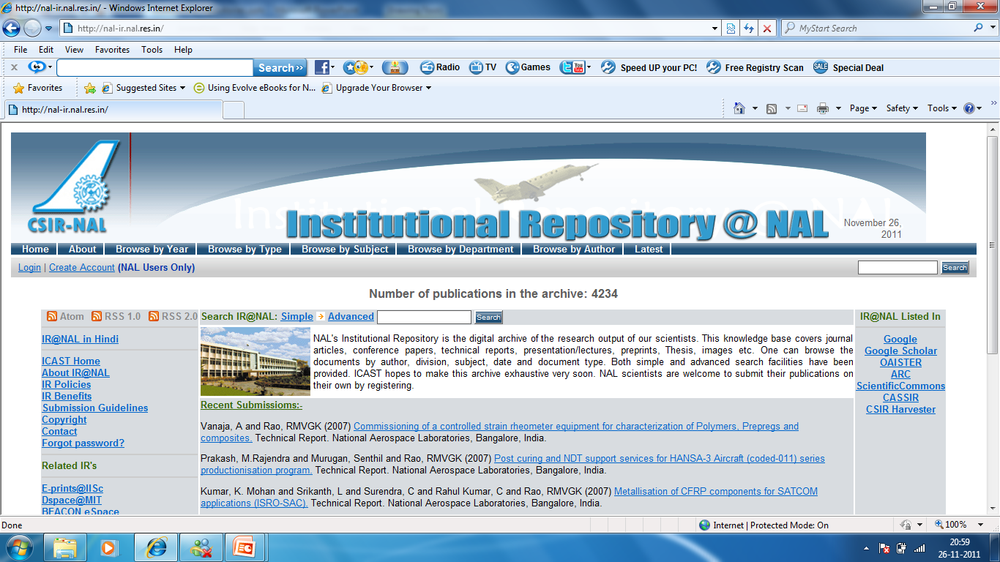 http://nal-ir.nal.res.in/ - Windows Internet Explorer
http://nal-ir.nal.res.in/
MyStart Search
File Edit View Favorites Tools Help
Search >> Radio TV Games You Tube Speed UP your PC! Free Registry Scan SALE Special Deal
Favorites Suggested Sites Using Evolve eBooks for N... Upgrade Your Browser
http://nal-ir.nal.res.in/ Page Safety Tools
CSIR-NAL
Institutional Repository @ NAL
November 26,
2011
Home About Browse by Year Browse by Type Browse by Subject Browse by Department Browse by Author Latest
Login | Create Account (NAL Users Only) Search
Number of publications in the archive: 4234
Atom RSS 1.0 RSS 2.0
IR@NAL in Hindi
ICAST Home
About IR@NAL
IR Policies
IR Benefits
Submission Guidelines
Copyright
Contact
Forgot password?
Related IR's
E-prints@IISc
Dspace@MIT
BEACON eSpace
Search IR@NAL: Simple Advanced Search
NAL's Institutional Repository is the digital archive of the research output of our scientists. This knowledge base covers journal
articles, conference papers, technical reports, presentation/lectures, preprints, Thesis, images etc. One can browse the
documents by author, division, subject, date and document type. Both simple and advanced search facilities have been
provided. ICAST hopes to make this archive exhaustive very soon. NAL scientists are welcome to submit their publications on
their own by registering.
Recent Submissioms:-
Vanaja, A and Rao, RMVGK (2007) Commissioning of a controlled strain rheometer equipment for characterization of Polymers, Prepregs and
composites. Technical Report. National Aerospace Laboratories, Bangalore, India.
Prakash, M.Rajendra and Murugan, Senthil and Rao, RMVGK (2007) Post curing and NDT support services for HANSA-3 Aircraft (coded-011) series
productionisation program. Technical Report. National Aerospace Laboratories, Bangalore, India.
Kumar, K. Mohan and Srikanth, L and Surendra, C and Rahul Kumar, C and Rao, RMVGK (2007) Metallisation of CFRP components for SATCOM
applications (ISRO-SAC). Technical Report. National Aerospace Laboratories, Bangalore, India.
IR@NAL Listed In
Google
Google Scholar
OAISTER
ARC
ScientificCommons
CASSIR
CSIR Harvester
Done Internet | Protected Mode: On 100%
20:59
26-11-2011